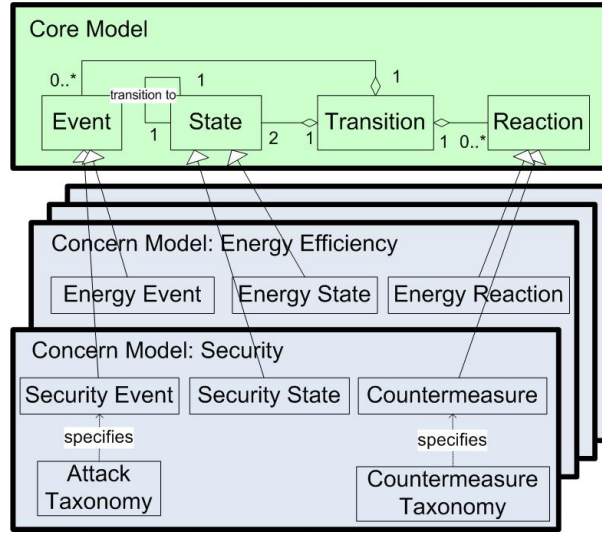 Core Model
0..*
transition to
1
1
Event
State
Transition
Reaction
1
2
1
1
0..*
Concern Model: Energy Efficiency
Energy Event
Energy State
Energy Reaction
Concern Model: Security
Security Event
Security State
Countermeasure
specifies
specifies
Attack
Taxonomy
Countermeasure
Taxonomy